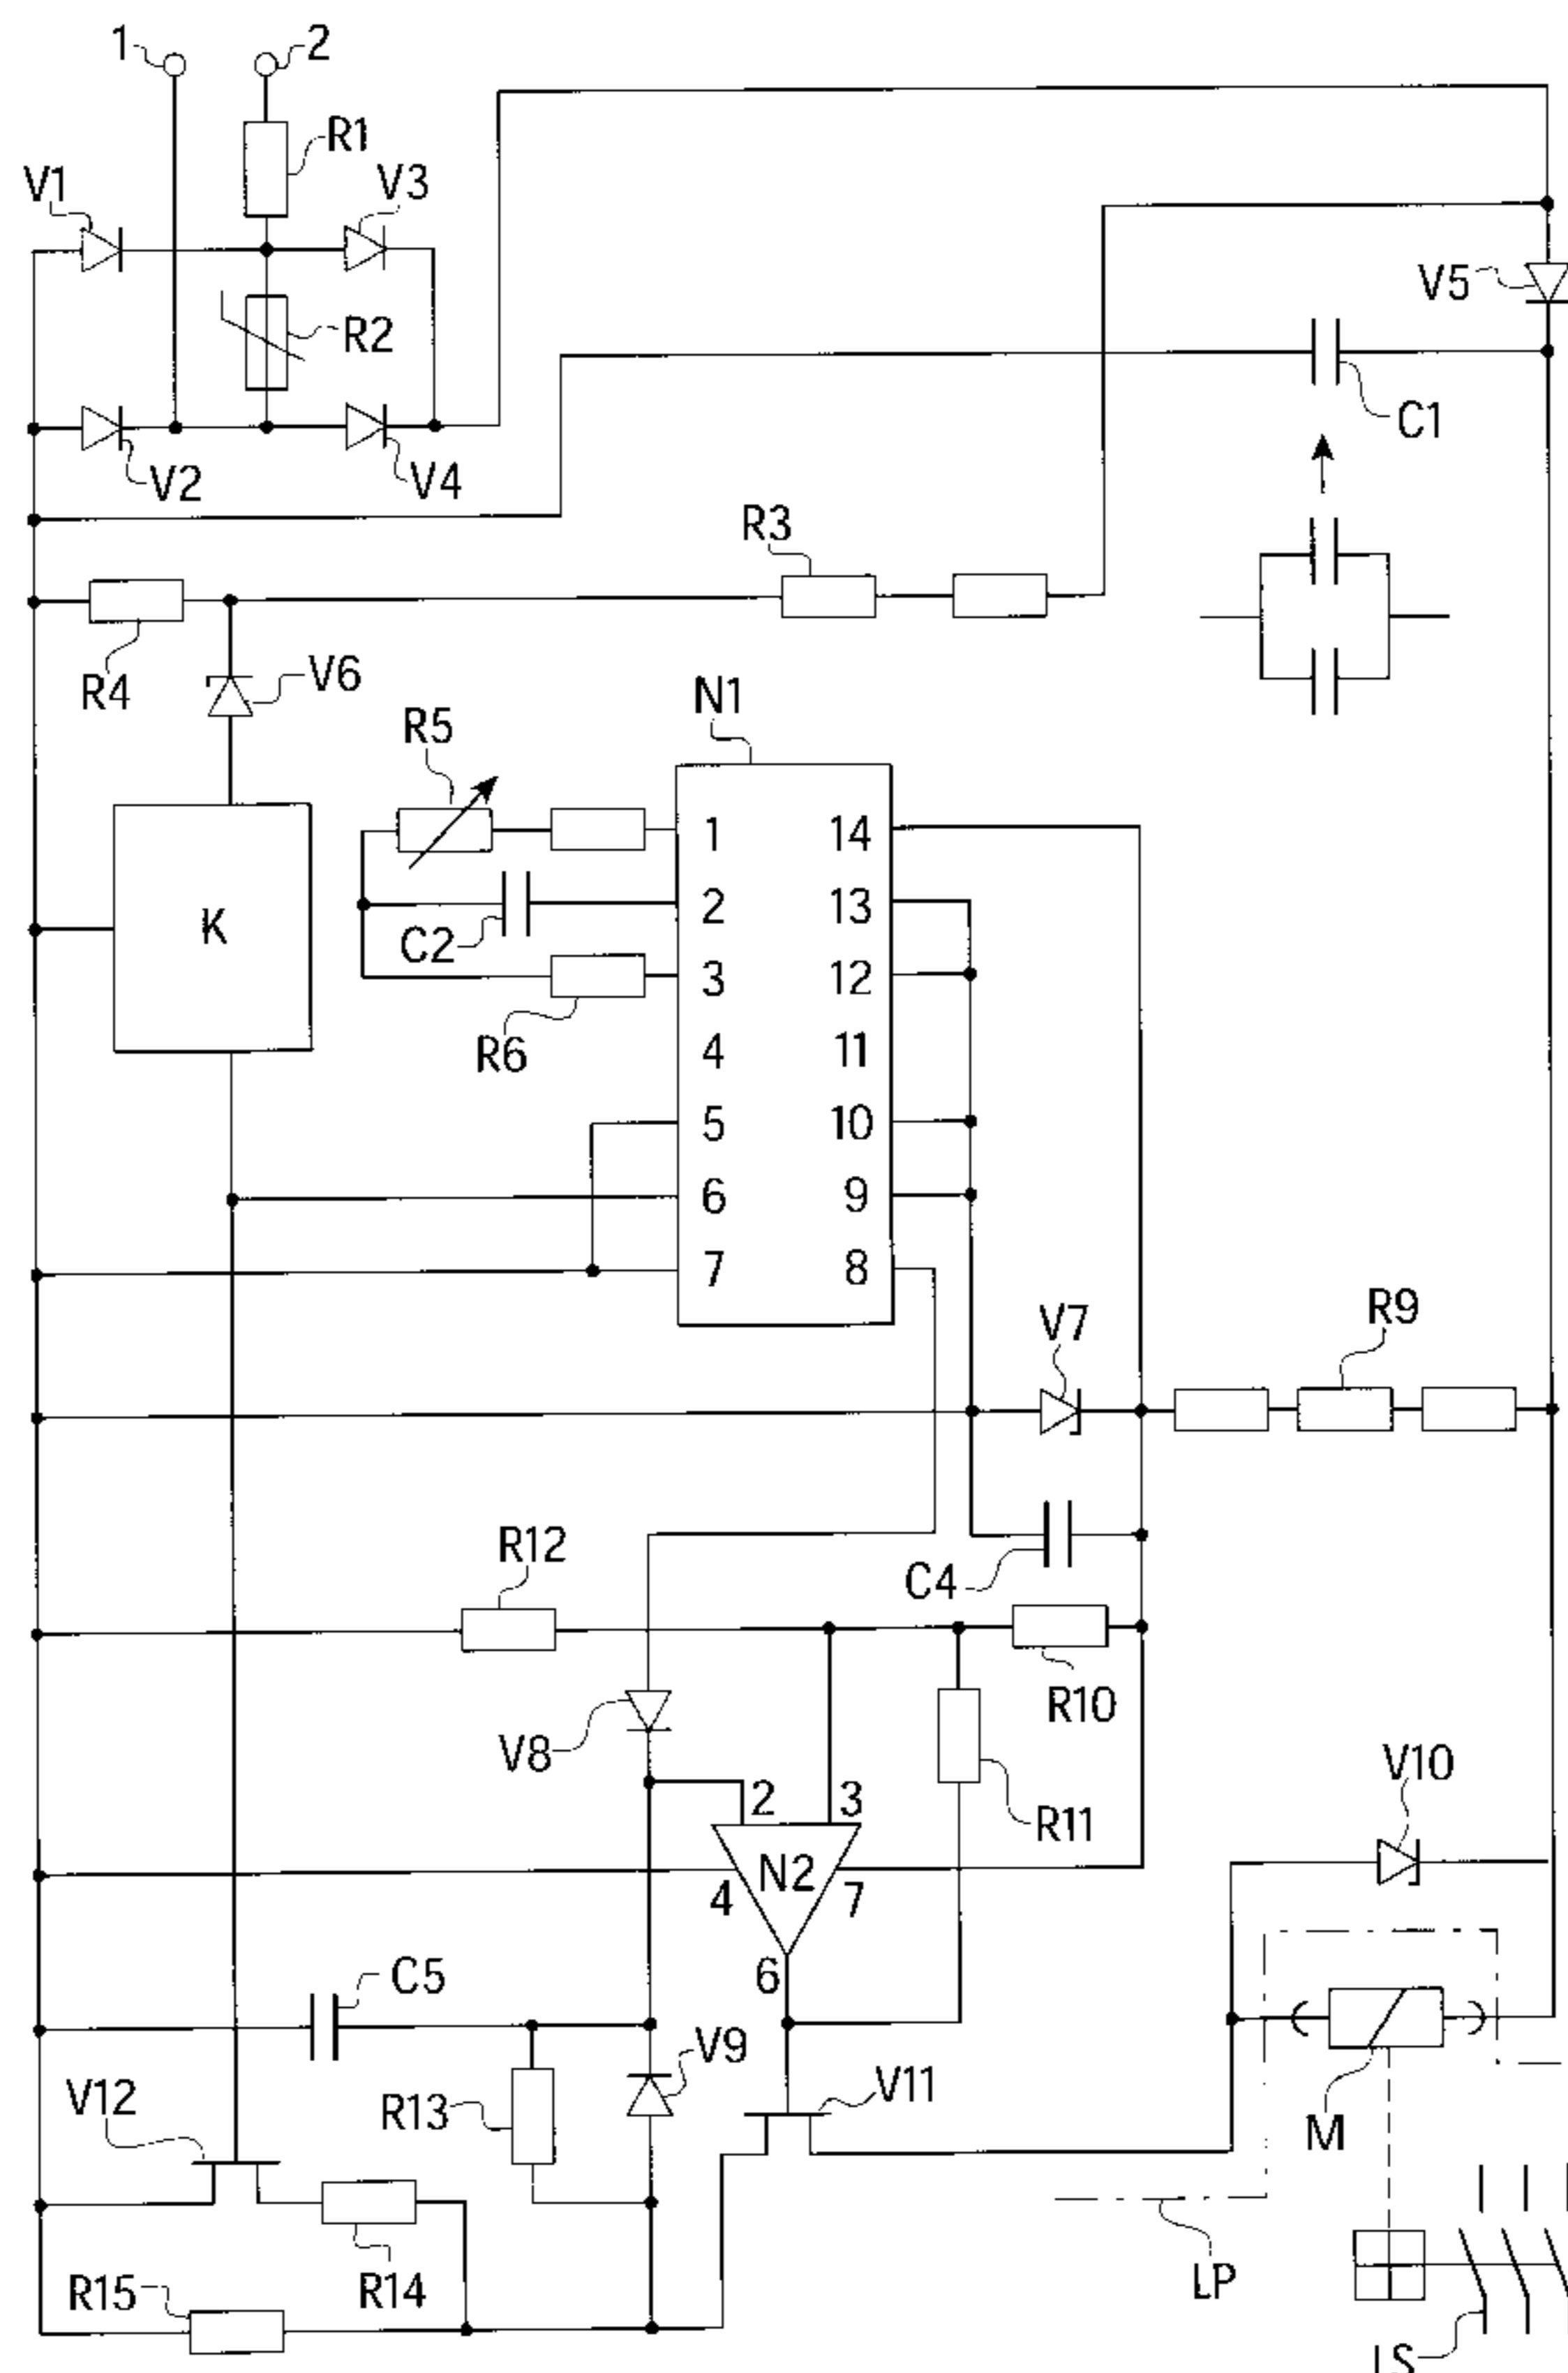 1 2
R1
V1 V3
V5
R2
C1
V2 V4
R3
R4 V6
N1
R5
1 14
K 2 13
C2
3 12
R6 4 11
5 10
6 9
7 8
V7 R9
R12
C4
R10
V8 V10
2 3
R11
N2
4 7
6
C5
V9
V12 R13 V11
M
R15 R14 LP
LS